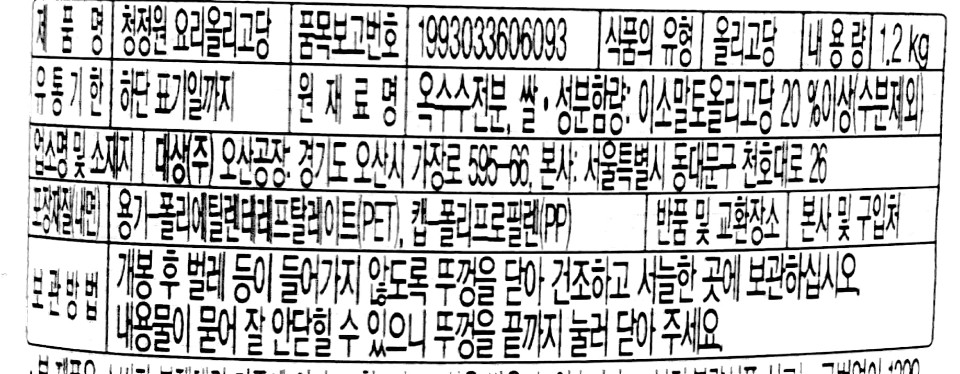 제 품 명 청정원 요리올리고당 품목보고번호 1993033606093 식품의 유형 올리고당 내 용 량 1.2 kg
유 통 기 한 하단 표기일까지 원 재 료 명 옥수수전분, 쌀 • 성분함량: 이소말토올리고당 20 %이상(수분제외)
업소명 및 소재지 대상(주) 오산공장: 경기도 오산시 가장로 595-66, 본사: 서울특별시 동대문구 천호대로 26
포장재질(내면) 용기-폴리에틸렌테레프탈레이트(PET), 캡-폴리프로필렌(PP) 반품 및 교환장소 본사 및 구입처
보 관 방 법 개봉 후 벌레 등이 들어가지 않도록 뚜껑을 닫아 건조하고 서늘한 곳에 보관하십시오
내용물이 묻어 잘 안닫힐 수 있으니 뚜껑을 끝까지 눌러 닫아 주세요